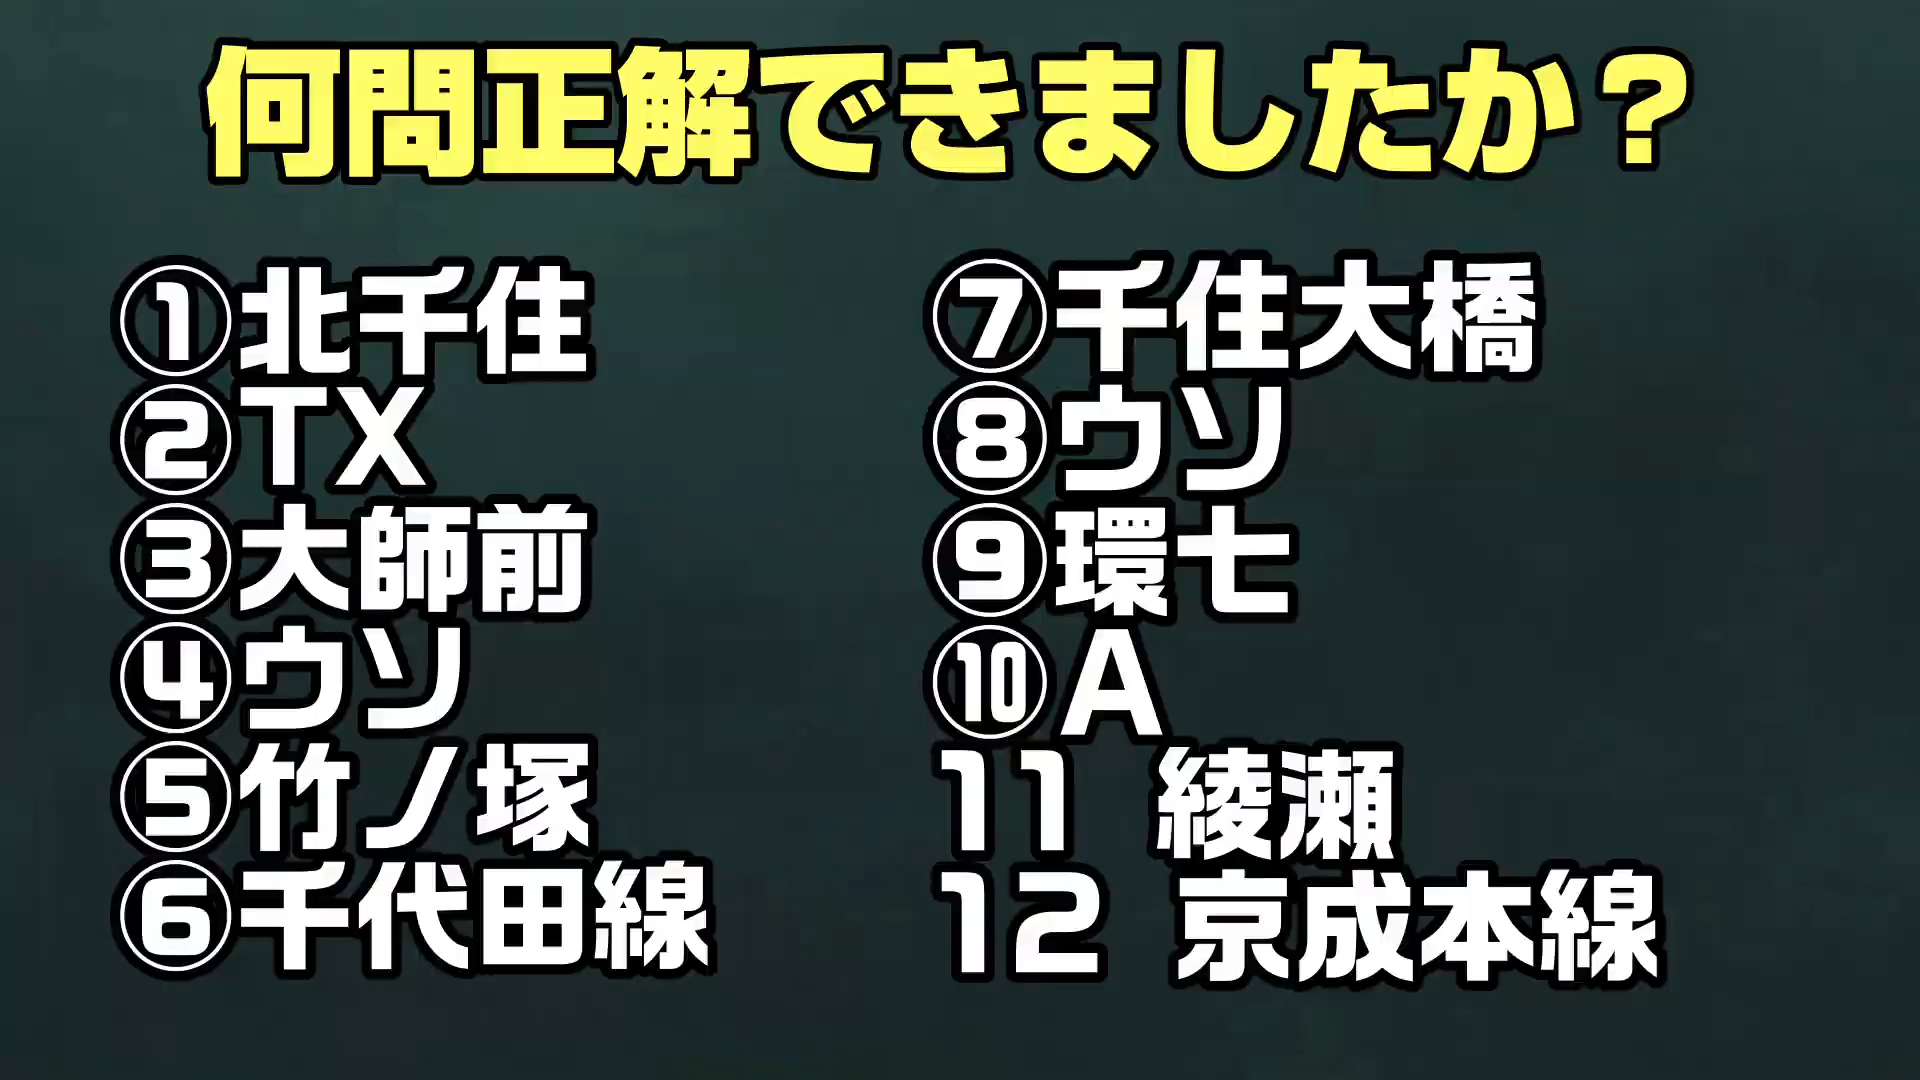 何問正解できましたか？
①北千住
②TX
③大師前
④ウソ
⑤竹ノ塚
⑥千代田線
⑦千住大橋
⑧ウソ
⑨環七
⑩A
11 綾瀬
12 京成本線